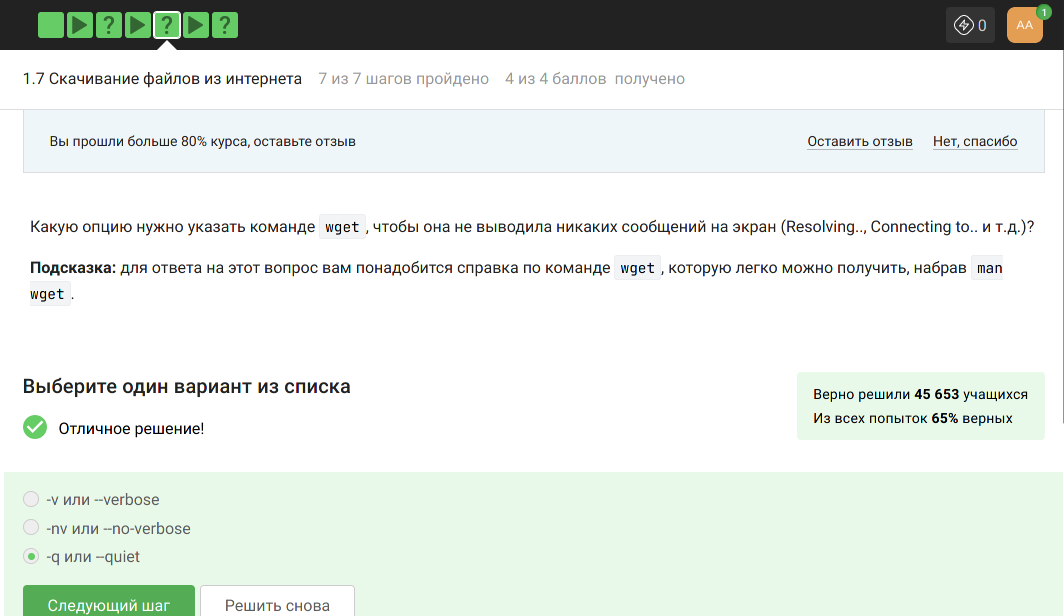 ? ? ?
0
AA
1
1.7 Скачивание файлов из интернета 7 из 7 шагов пройдено 4 из 4 баллов получено
Вы прошли больше 80% курса, оставьте отзыв Оставить отзыв Нет, спасибо
Какую опцию нужно указать команде wget, чтобы она не выводила никаких сообщений на экран (Resolving.., Connecting to.. и т.д.)?
Подсказка: для ответа на этот вопрос вам понадобится справка по команде wget, которую легко можно получить, набрав man
wget.
Выберите один вариант из списка
Отличное решение!
Верно решили 45 653 учащихся
Из всех попыток 65% верных
-v или --verbose
-nv или --no-verbose
-q или --quiet
Следующий шаг Решить снова